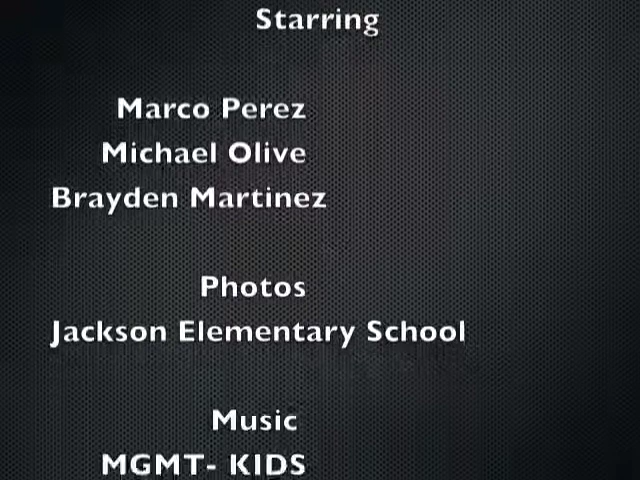 Starring
Marco Perez
Michael Olive
Brayden Martinez
Photos
Jackson Elementary School
Music
MGMT- KIDS